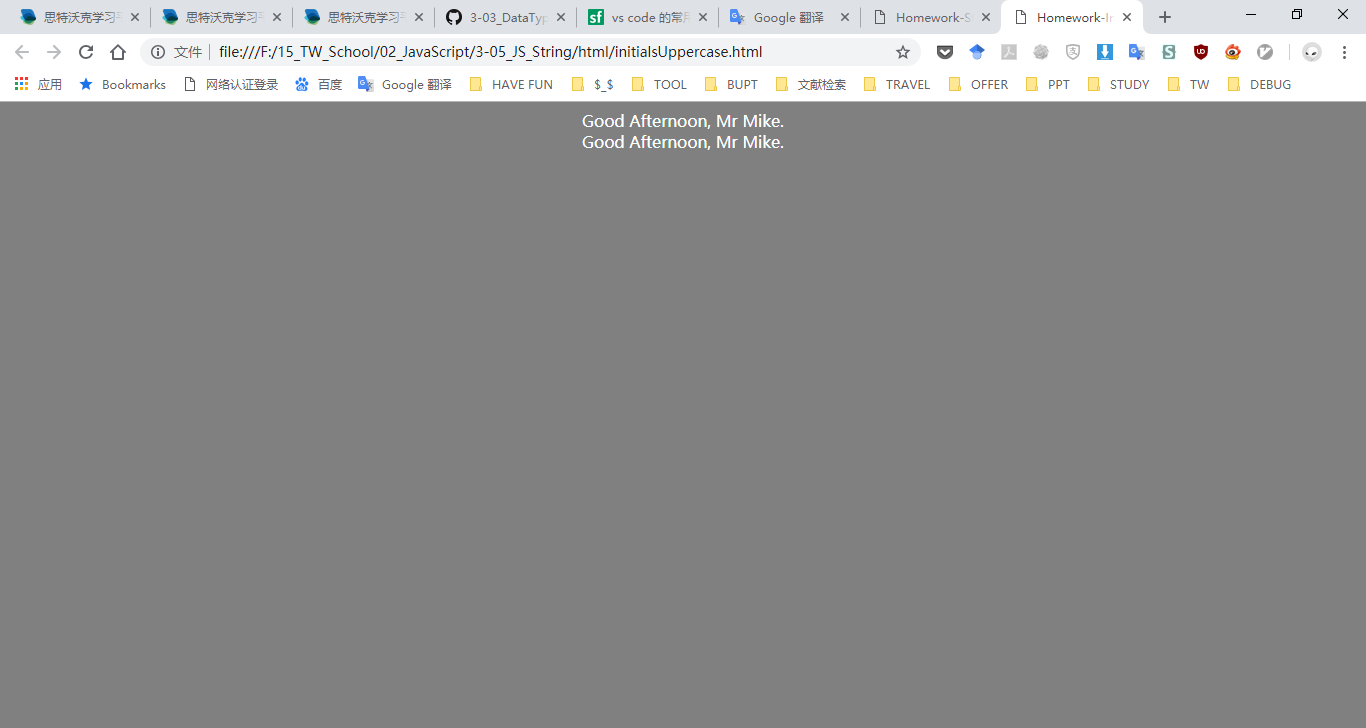 思特沃克学习 思特沃克学习 思特沃克学习 3-03_DataTyp vs code 的常用 Google 翻译 Homework-S Homework-In
文件 file:///F:/15_TW_School/02_JavaScript/3-05_JS_String/html/initialsUppercase.html
应用 Bookmarks 网络认证登录 百度 Google 翻译 HAVE FUN $_$ TOOL BUPT 文献检索 TRAVEL OFFER PPT STUDY TW DEBUG
Good Afternoon, Mr Mike.
Good Afternoon, Mr Mike.